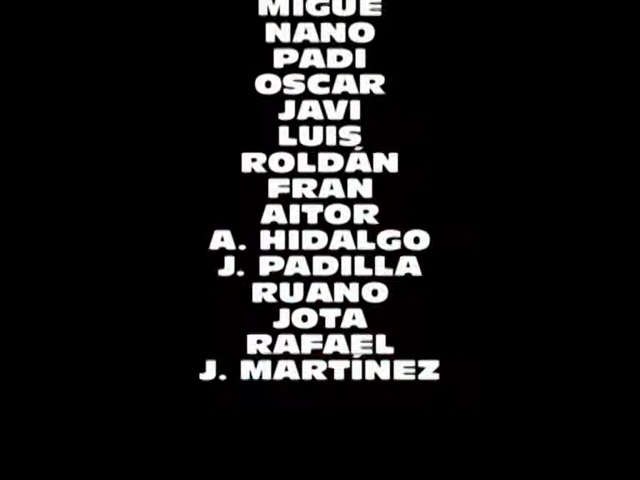 MIGUE
NANO
PADI
OSCAR
JAVI
LUIS
ROLDÁN
FRAN
AITOR
A. HIDALGO
J. PADILLA
RUANO
JOTA
RAFAEL
J. MARTÍNEZ